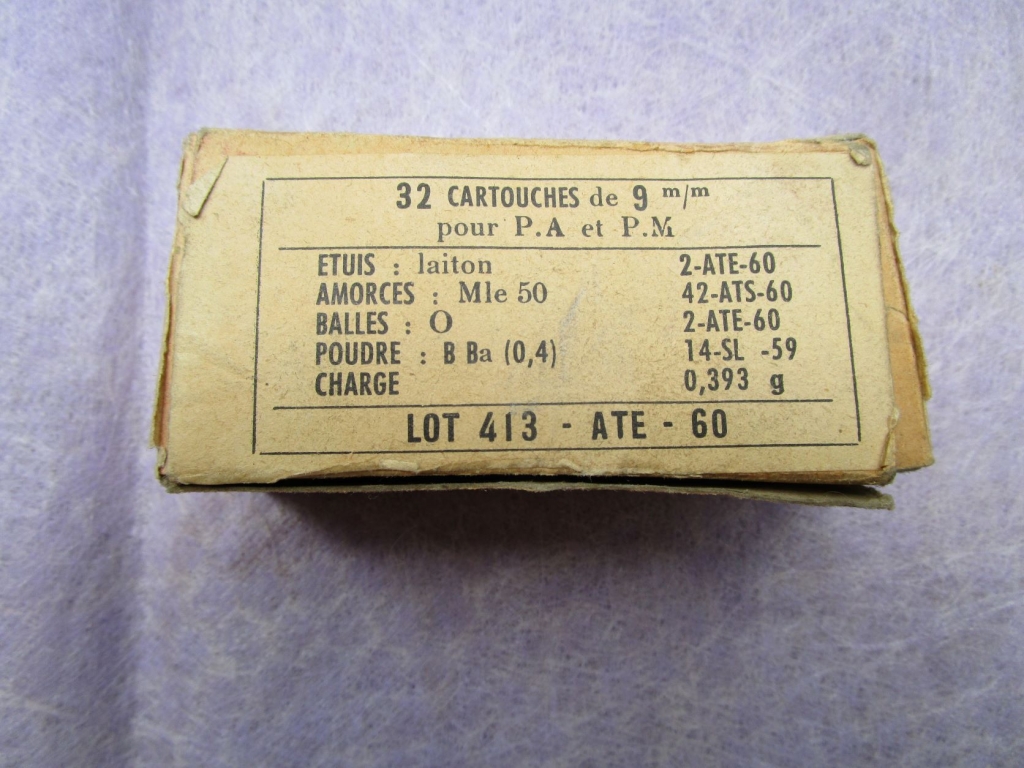 32 CARTOUCHES de 9 m/m
pour P.A et P.M
ETUIS : laiton 2-ATE-60
AMORCES : Mle 50 42-ATS-60
BALLES : O 2-ATE-60
POUDRE : B Ba (0,4) 14-SL -59
CHARGE 0,393 g
LOT 413 - ATE - 60